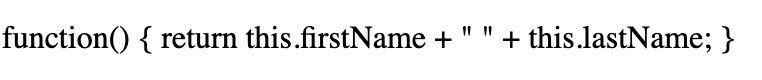 function() { return this.firstName + " " + this.lastName; }